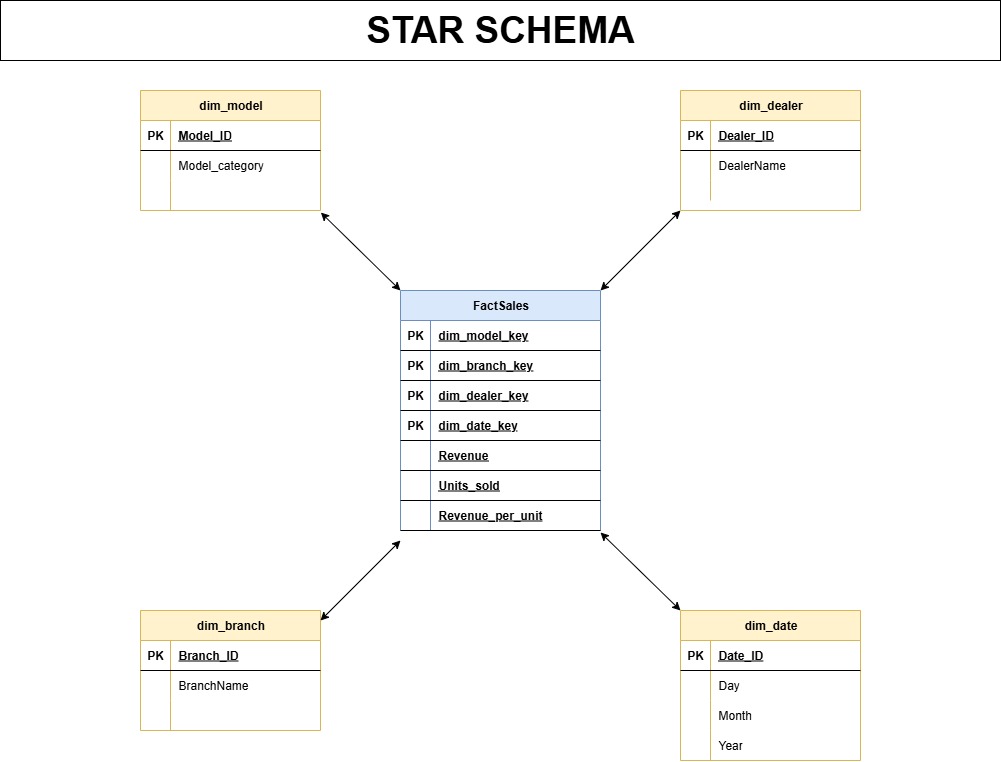 STAR SCHEMA
dim_model
PK Model_ID
Model_category
dim_dealer
PK Dealer_ID
DealerName
FactSales
PK dim_model_key
PK dim_branch_key
PK dim_dealer_key
PK dim_date_key
Revenue
Units_sold
Revenue_per_unit
dim_branch
PK Branch_ID
BranchName
dim_date
PK Date_ID
Day
Month
Year